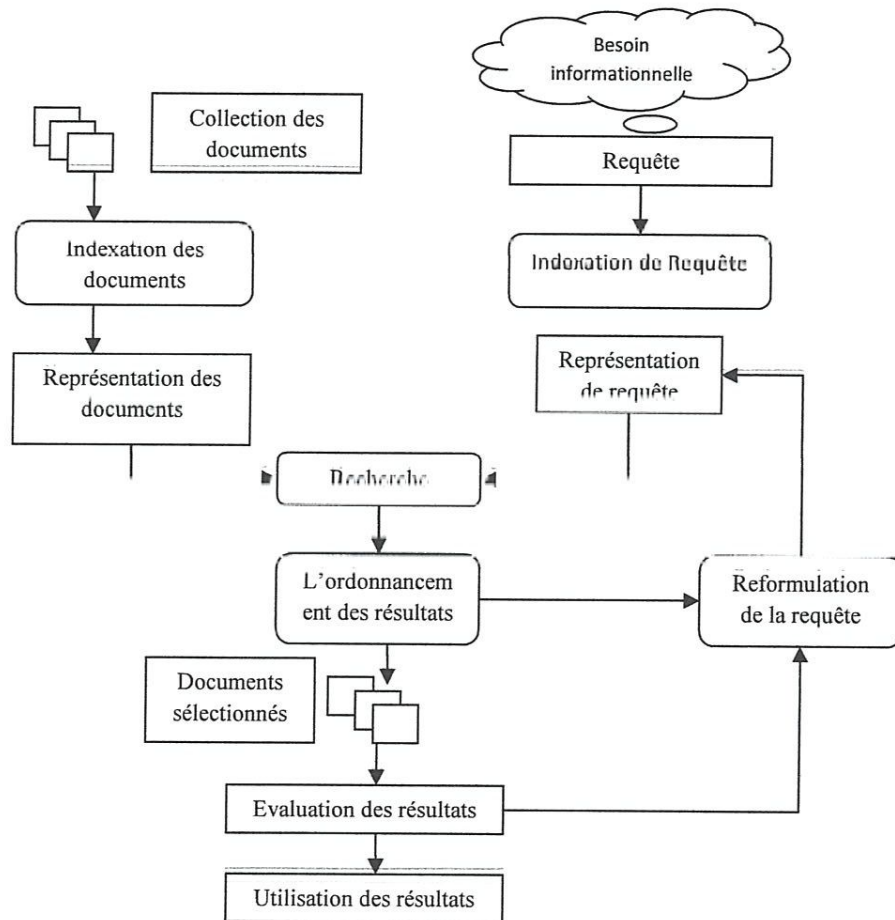 Besoin
informationnelle
Collection des
documents
Requête
Indexation des
documents
Indexation de Requête
Représentation des
documents
Représentation
de requête
Recherche
L'ordonnancem
ent des résultats
Reformulation
de la requête
Documents
sélectionnés
Evaluation des résultats
Utilisation des résultats